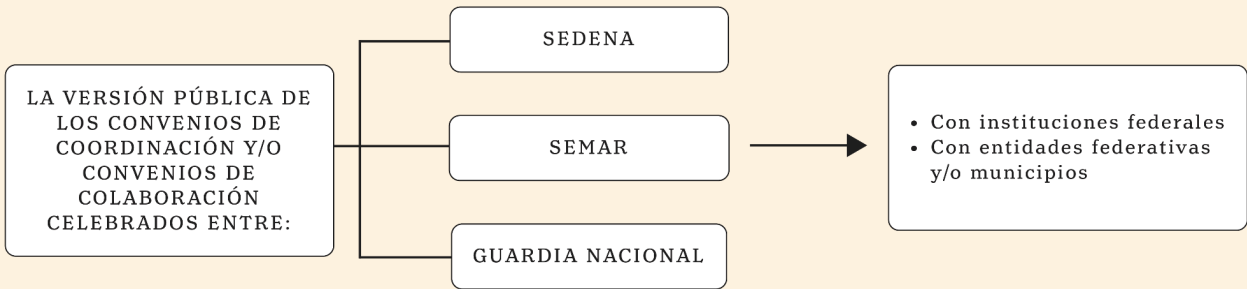 LA VERSIÓN PÚBLICA DE
LOS CONVENIOS DE
COORDINACIÓN Y/O
CONVENIOS DE
COLABORACIÓN
CELEBRADOS ENTRE:
SEDENA
SEMAR
GUARDIA NACIONAL
• Con instituciones federales
• Con entidades federativas
y/o municipios